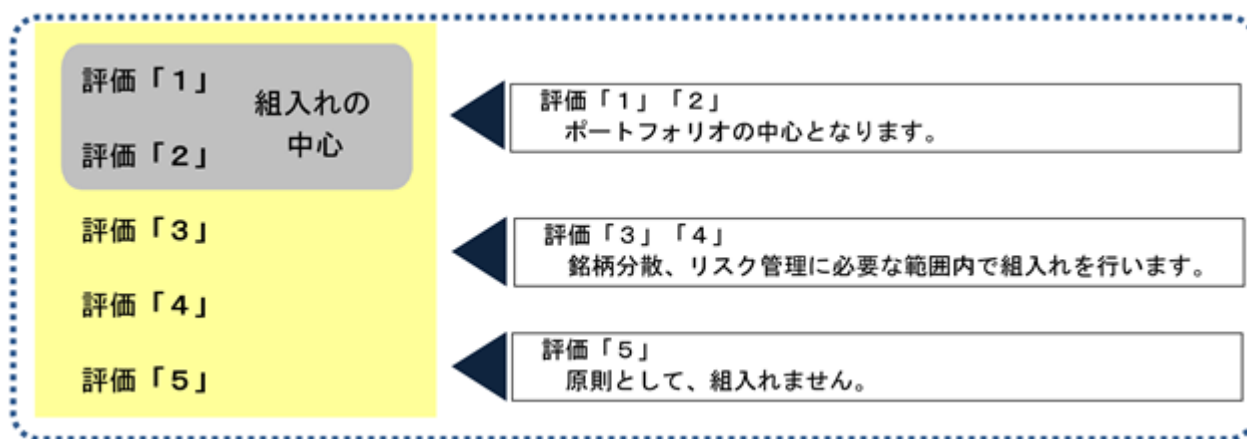 評価「１」
組入れの
中心
評価「２」
評価「３」
評価「４」
評価「５」
評価「１」「２」
ポートフォリオの中心となります。
評価「３」「４」
銘柄分散、リスク管理に必要な範囲内で組入れを行います。
評価「５」
原則として、組入れません。